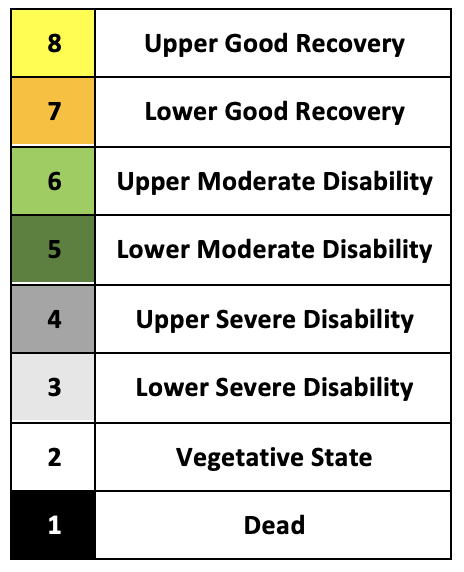 8 Upper Good Recovery
7 Lower Good Recovery
6 Upper Moderate Disability
5 Lower Moderate Disability
4 Upper Severe Disability
3 Lower Severe Disability
2 Vegetative State
1 Dead